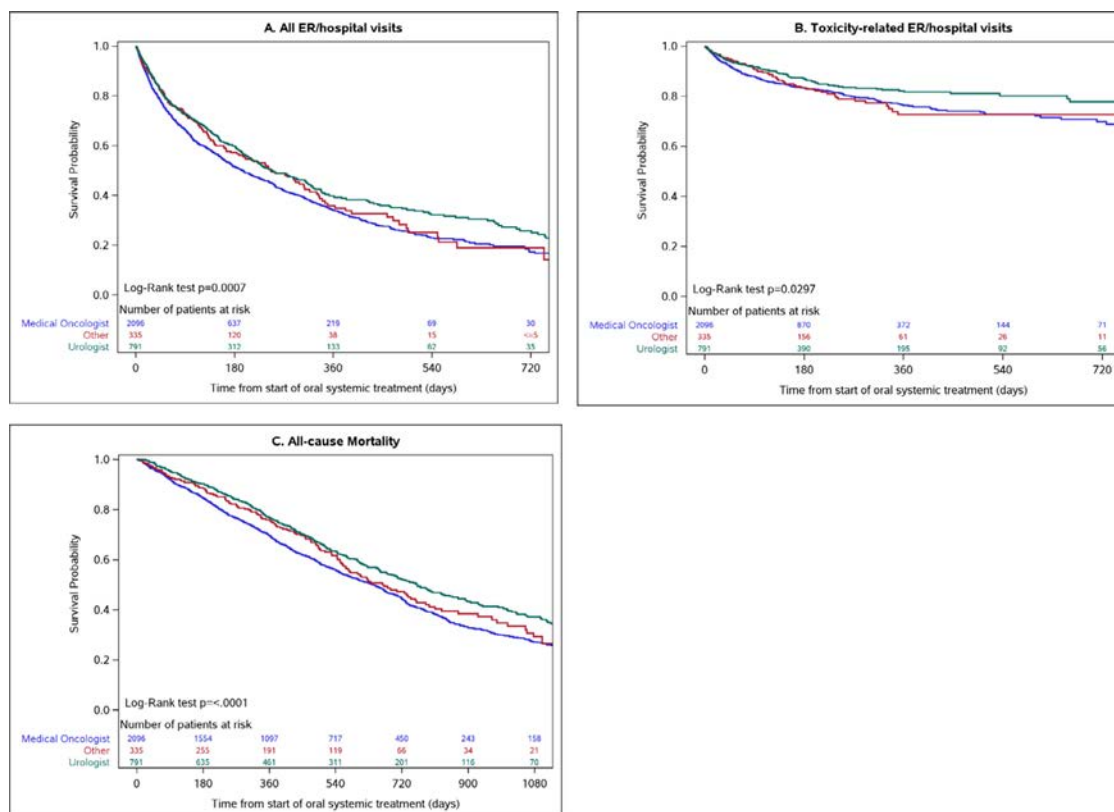 A. All ER/hospital visits
1.0
0.8
0.6
0.4
0.2
0.0
Survival Probability
Log-Rank test p=0.0007
Number of patients at risk
Medical Oncologist 2096 637 219 69 30
Other 335 120 38 15 <=5
Urologist 791 312 133 62 35
0 180 360 540 720
Time from start of oral systemic treatment (days)
B. Toxicity-related ER/hospital visits
1.0
0.8
0.6
0.4
0.2
0.0
Survival Probability
Log-Rank test p=0.0297
Number of patients at risk
Medical Oncologist 2096 870 372 144 71
Other 335 156 61 26 11
Urologist 791 390 195 92 56
0 180 360 540 720
Time from start of oral systemic treatment (days)
C. All-cause Mortality
1.0
0.8
0.6
0.4
0.2
0.0
Survival Probability
Log-Rank test p=<.0001
Number of patients at risk
Medical Oncologist 2096 1554 1097 717 450 243 158
Other 335 255 191 119 66 34 21
Urologist 791 635 461 311 201 116 70
0 180 360 540 720 900 1080
Time from start of oral systemic treatment (days)